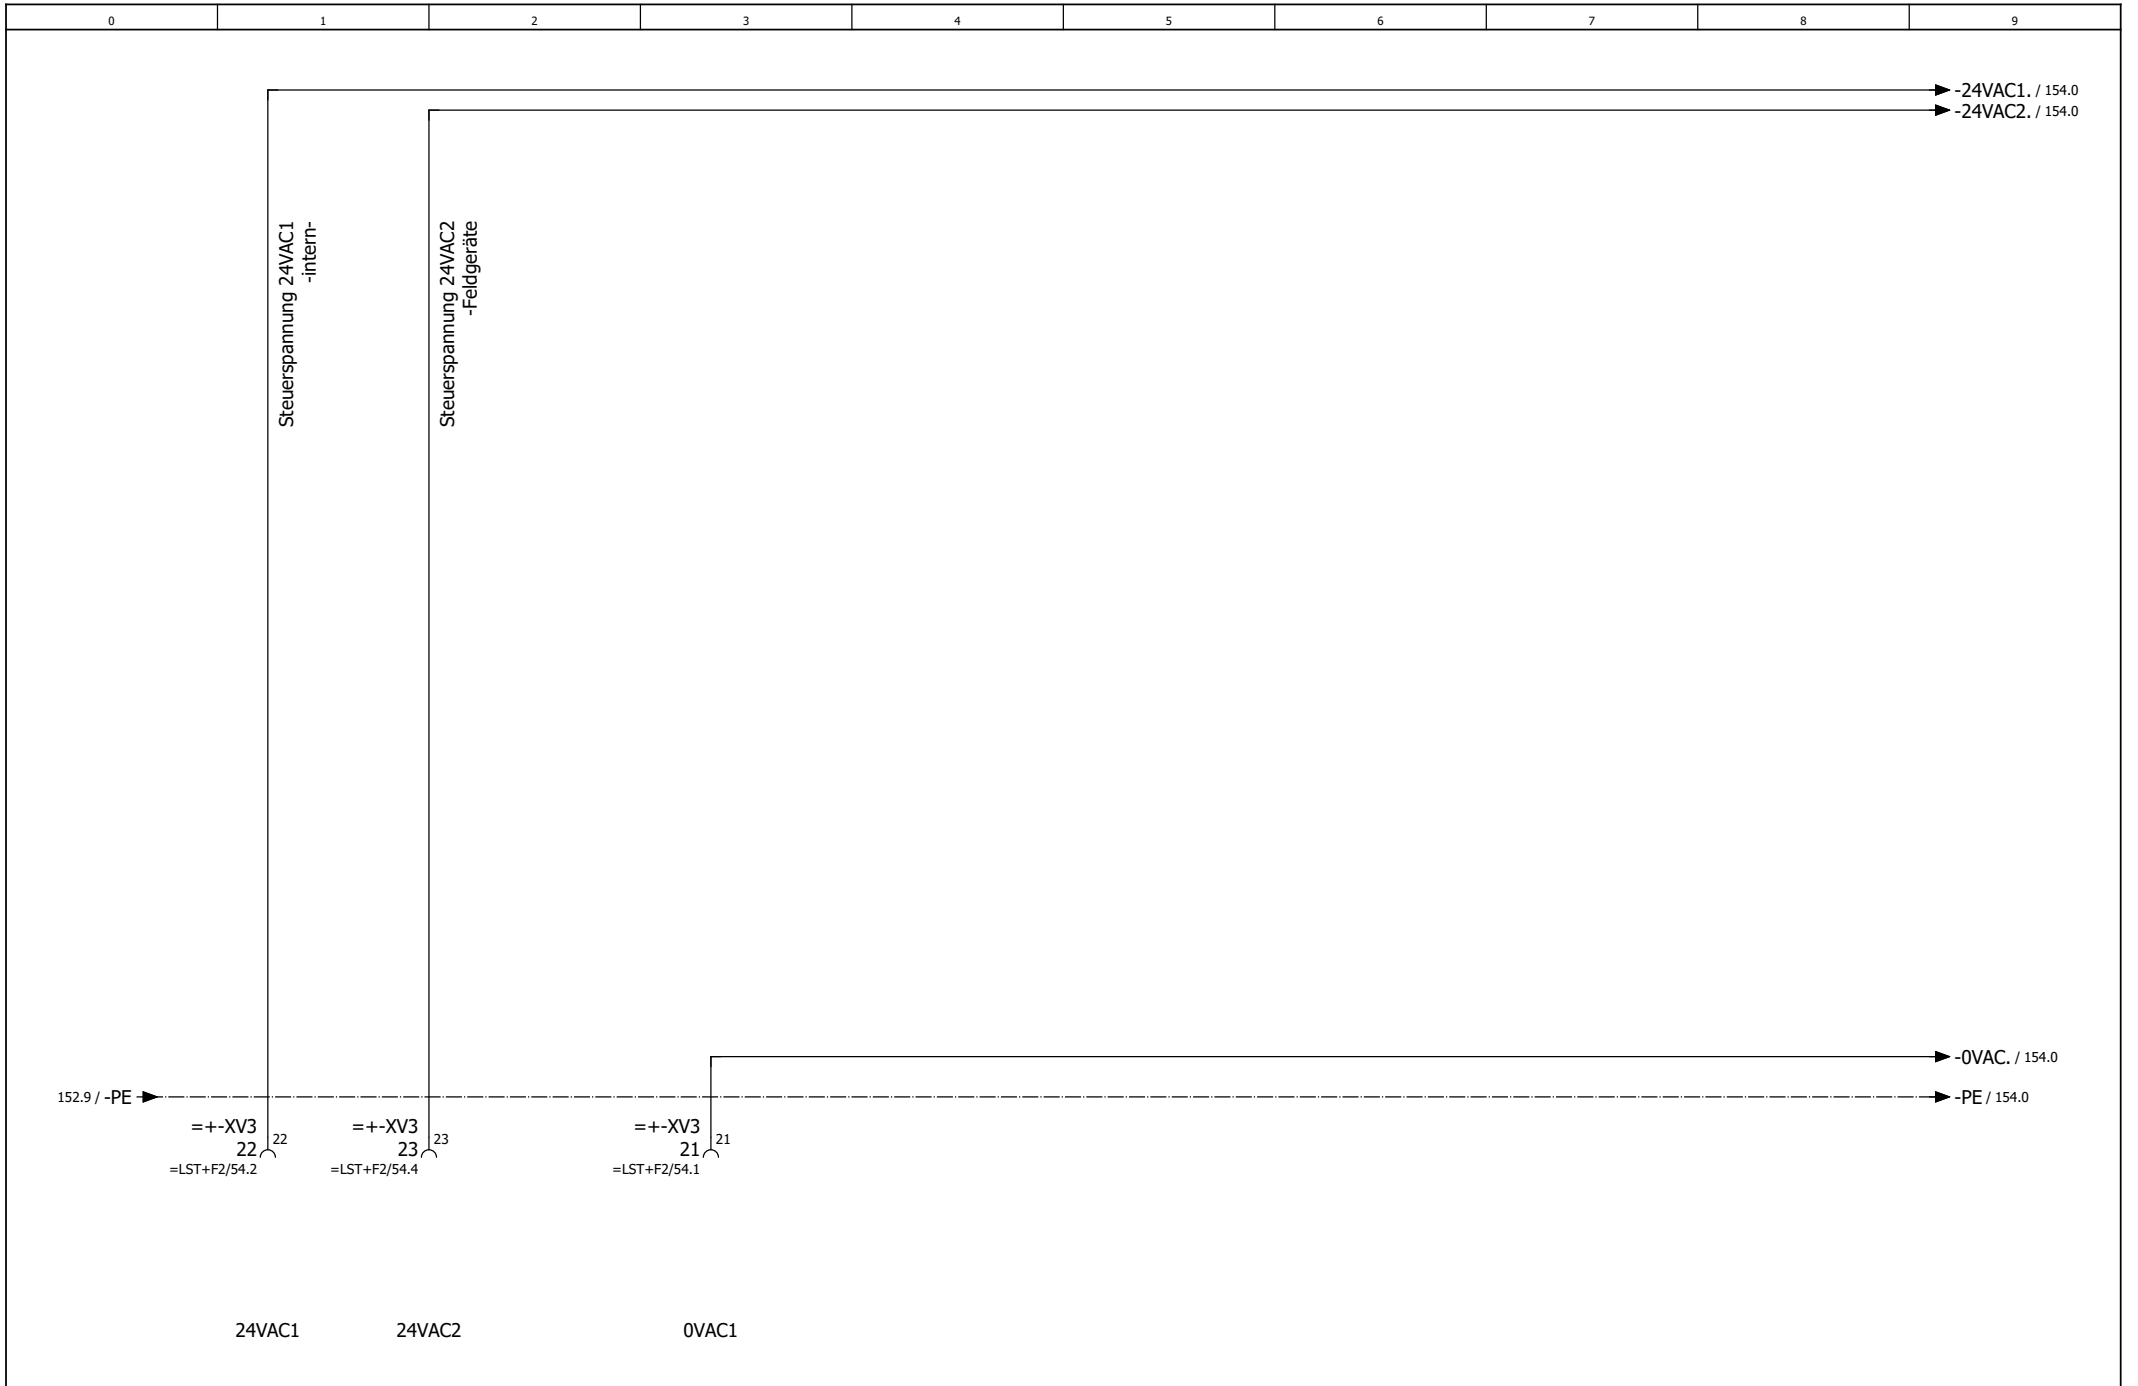 0 1 2 3 4 5 6 7 8 9
-24VAC1. / 154.0
-24VAC2. / 154.0
Steuerspannung 24VAC1
-intern-
Steuerspannung 24VAC2
-Feldgeräte
-0VAC. / 154.0
152.9 / -PE
-PE / 154.0
=+-XV3
22
22
=LST+F2/54.2
=+-XV3
23
23
=LST+F2/54.4
=+-XV3
21
21
=LST+F2/54.1
24VAC1
24VAC2
0VAC1